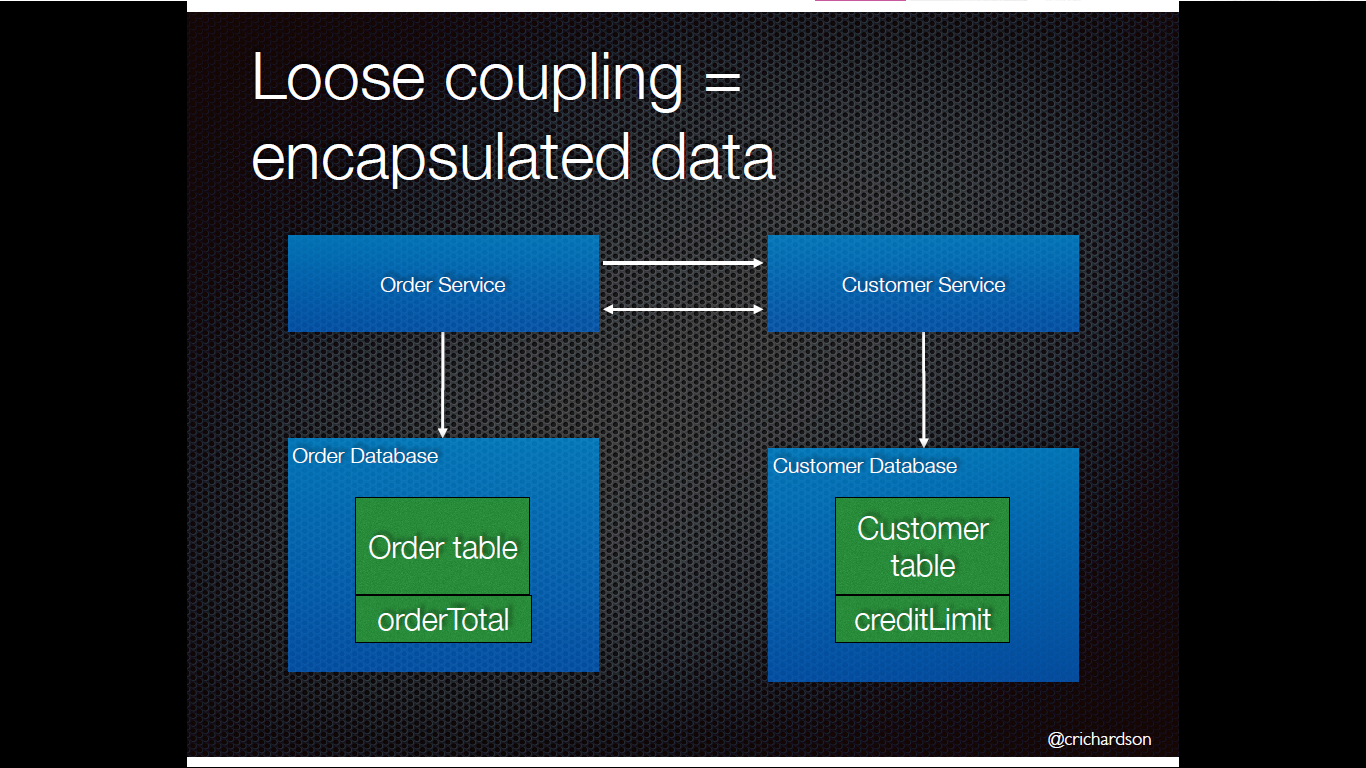 Loose coupling =
encapsulated data
Order Service
Customer Service
Order Database
Customer Database
Order table
Customer
table
orderTotal
creditLimit
@crichardson